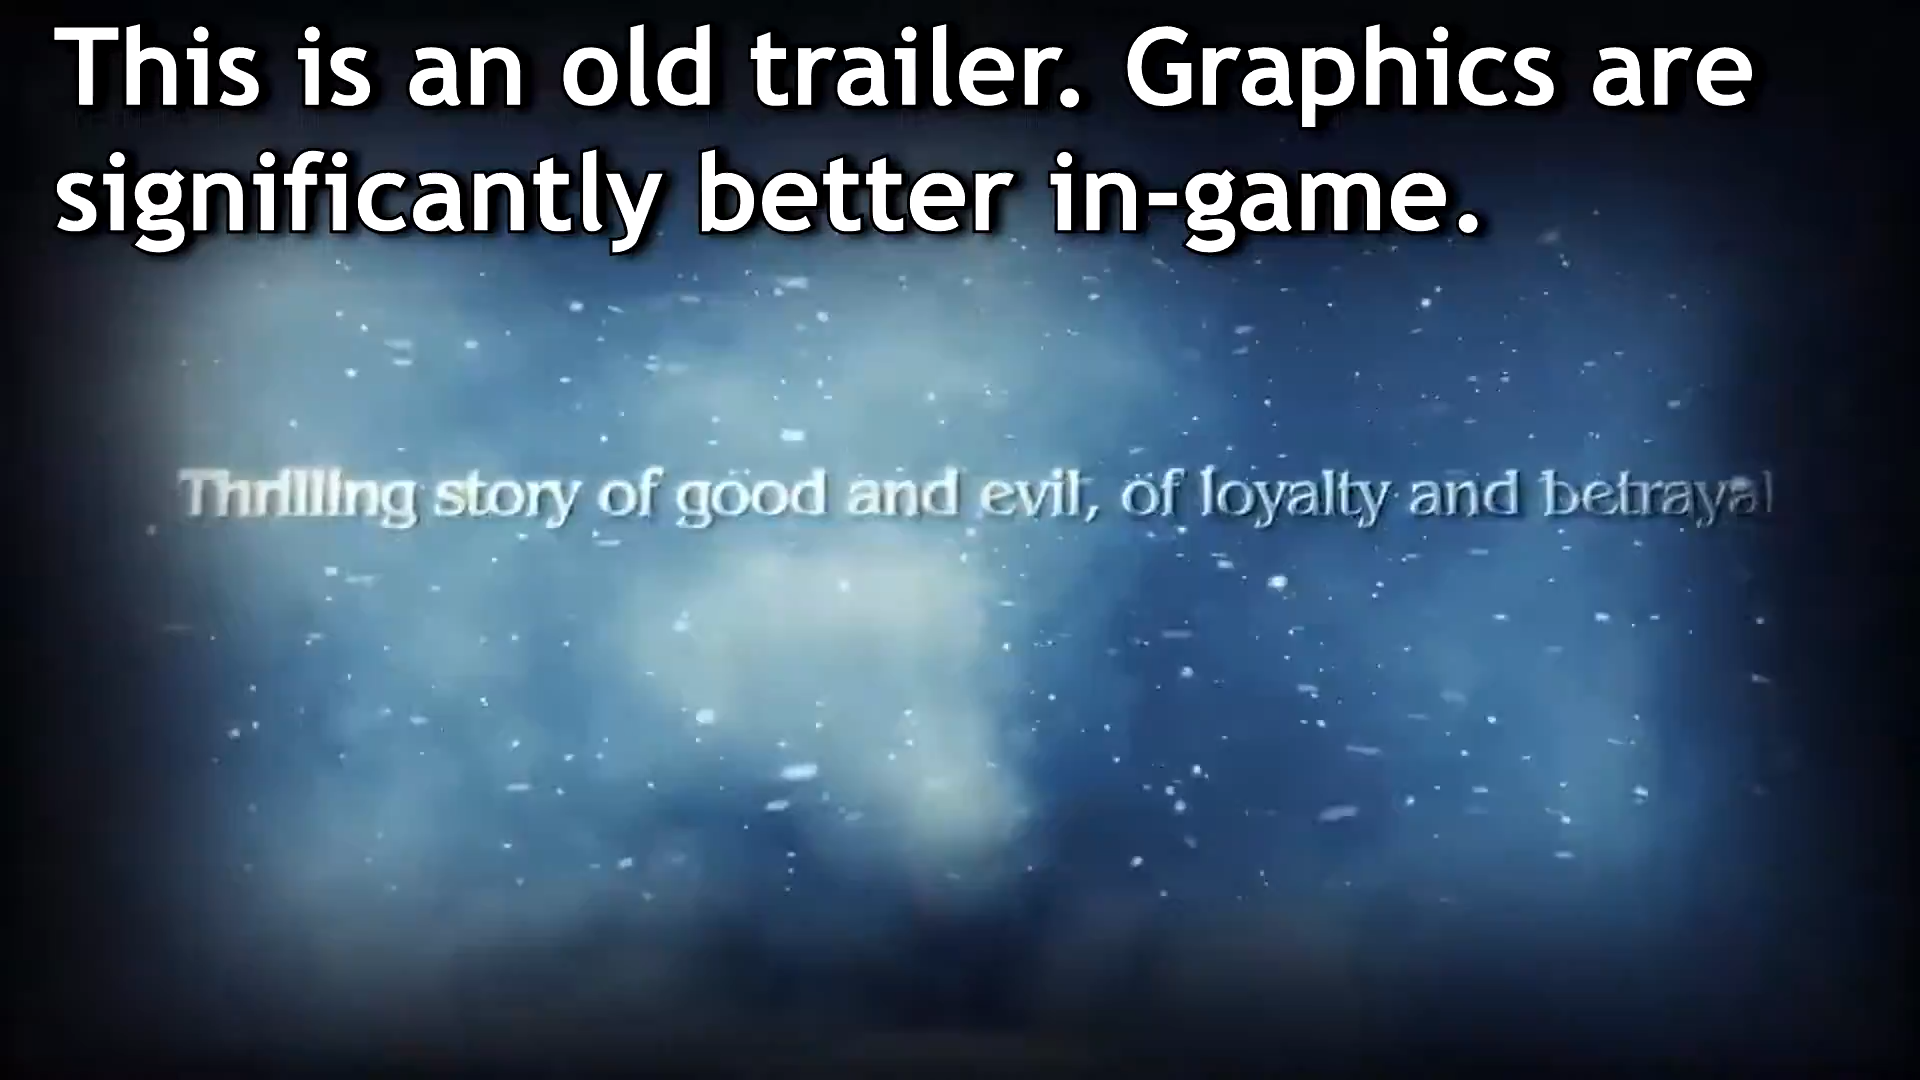 This is an old trailer. Graphics are
significantly better in-game.
Thrilling story of good and evil, of loyalty and betrayal